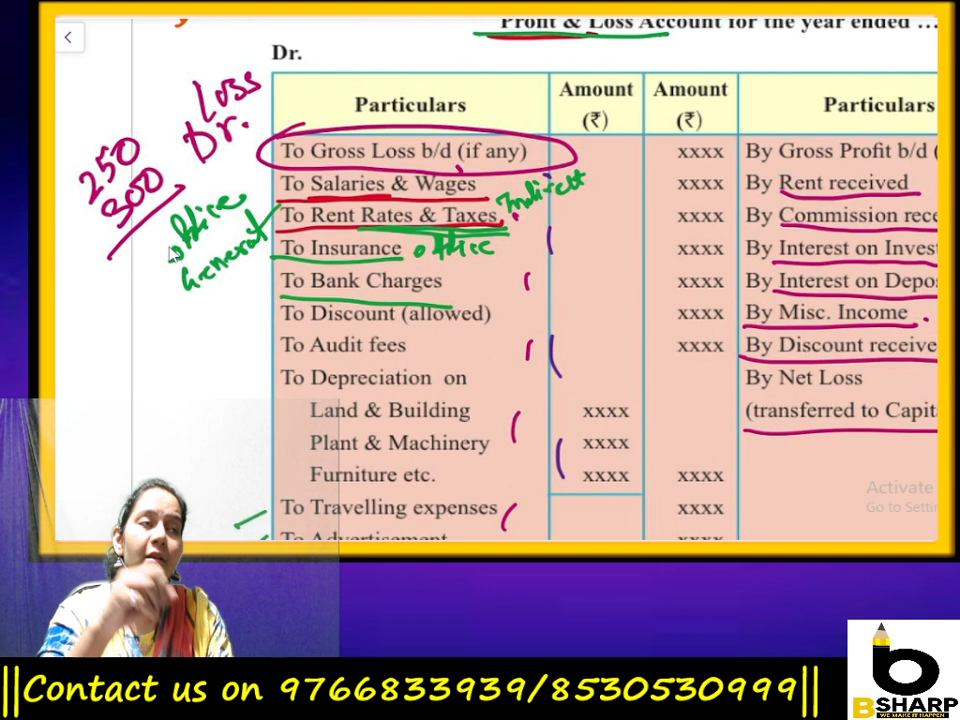 Profit & Loss Account for the year ended ...
Dr.
Particulars Amount (₹) Amount (₹) Particulars
To Gross Loss b/d (if any) xxxx By Gross Profit b/d (
To Salaries & Wages xxxx By Rent received
To Rent Rates & Taxes xxxx By Commission rece
To Insurance xxxx By Interest on Invest
To Bank Charges xxxx By Interest on Depo
To Discount (allowed) xxxx By Misc. Income
To Audit fees xxxx By Discount receive
To Depreciation on By Net Loss
Land & Building xxxx (transferred to Capit
Plant & Machinery xxxx
Furniture etc. xxxx xxxx
To Travelling expenses xxxx
To Advertisement xxxx
Loss
Dr.
250
300
office
General
Indirect
office
Activate
Go to Settin
||Contact us on 9766833939/8530530999||
b
BSHARP
WE MAKE IT HAPPEN